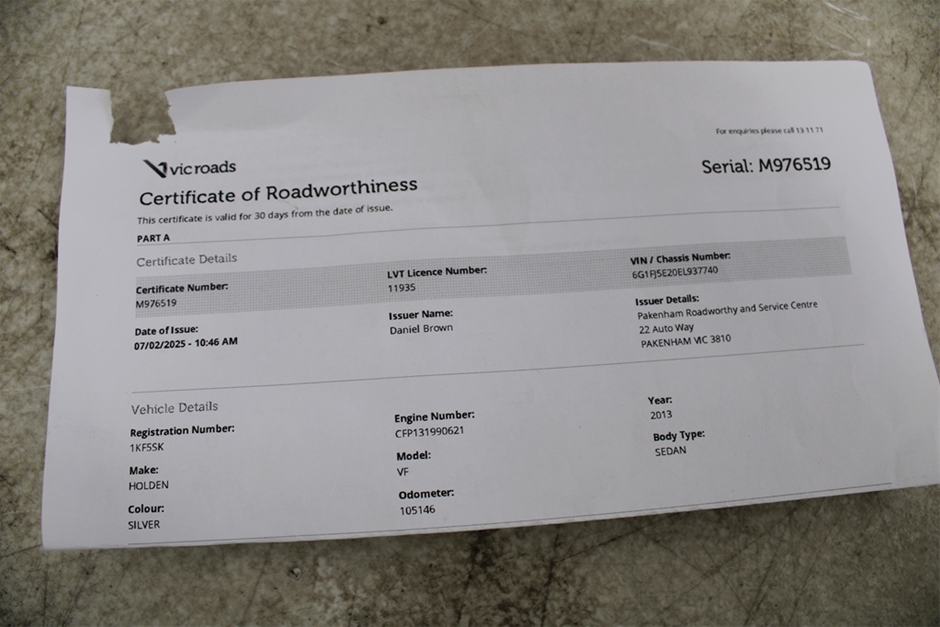 For enquiries please call 13 11 71
vic roads
Serial: M976519
Certificate of Roadworthiness
This certificate is valid for 30 days from the date of issue.
PART A
Certificate Details
Certificate Number:
M976519
LVT Licence Number:
11935
VIN / Chassis Number:
6G1FJ5E20EL937740
Date of Issue:
07/02/2025 - 10:46 AM
Issuer Name:
Daniel Brown
Issuer Details:
Pakenham Roadworthy and Service Centre
22 Auto Way
PAKENHAM VIC 3810
Vehicle Details
Registration Number:
1KF5SK
Engine Number:
CFP131990621
Year:
2013
Make:
HOLDEN
Model:
VF
Body Type:
SEDAN
Colour:
SILVER
Odometer:
105146